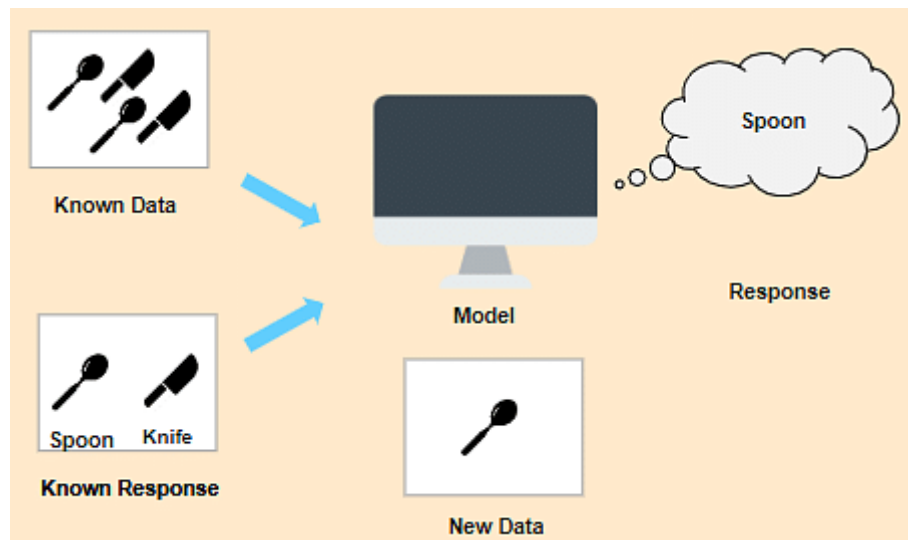 Spoon
Known Data
Model
Response
Spoon Knife
Known Response
New Data